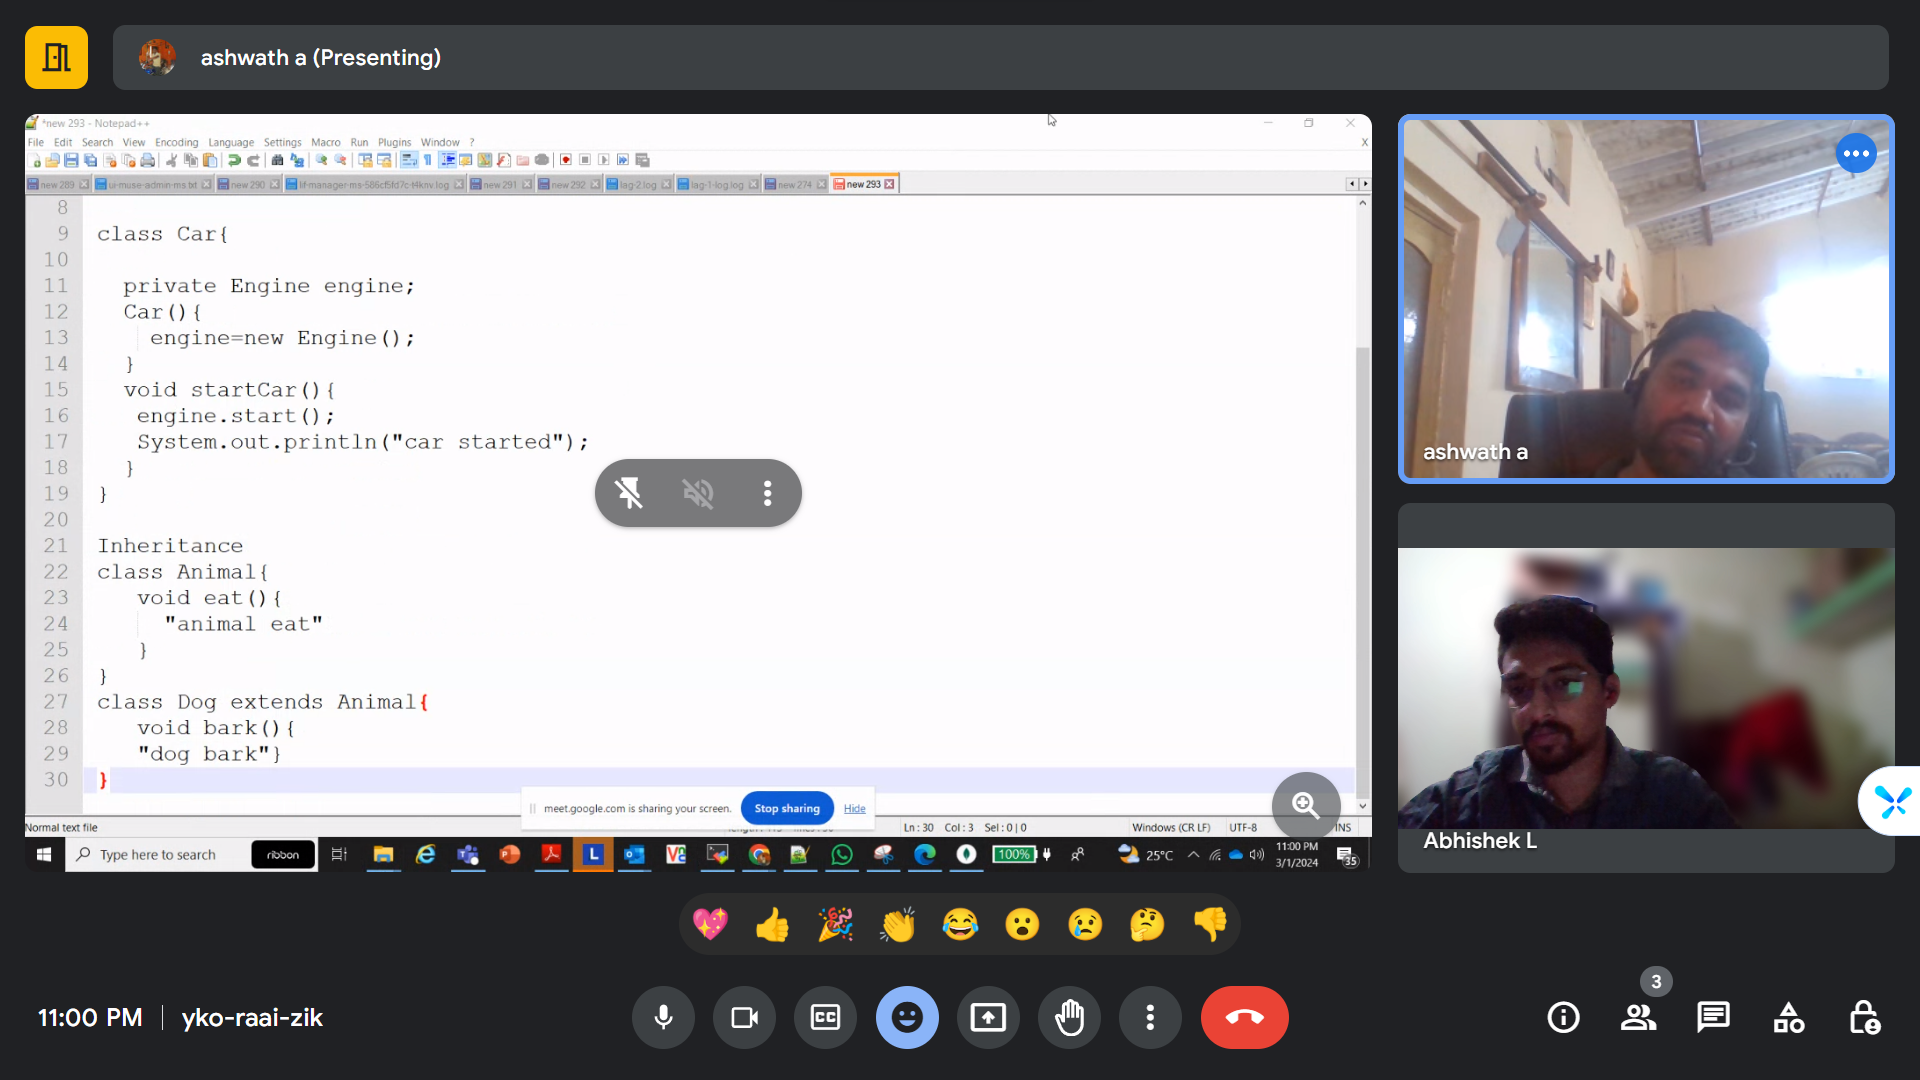 ashwath a (Presenting)
*new 293 - Notepad++
File Edit Search View Encoding Language Settings Macro Run Plugins Window ?
X
new 289 ui-muse-admin-ms.txt new 290 lif-manager-ms-586cf5fd7c-t4knv.log new 291 new 292 lag-2.log lag-1-log.log new 274 new 293
8
9 class Car{
10
11 private Engine engine;
12 Car(){
13 engine=new Engine();
14 }
15 void startCar(){
16 engine.start();
17 System.out.println("car started");
18 }
19 }
20
21 Inheritance
22 class Animal{
23 void eat(){
24 "animal eat"
25 }
26 }
27 class Dog extends Animal{
28 void bark(){
29 "dog bark"}
30 }
meet.google.com is sharing your screen. Stop sharing Hide
Normal text file Ln : 30 Col : 3 Sel : 0 | 0 Windows (CR LF) UTF-8 INS
Type here to search ribbon L 100% 25°C 11:00 PM
3/1/2024 35
ashwath a
Abhishek L
11:00 PM yko-raai-zik
CC
3